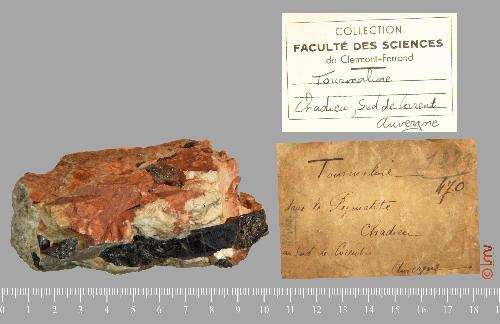 COLLECTION
FACULTÉ DES SCIENCES
de Clermont-Ferrand
Tourmaline
Chadieu, Sud de Corent
Auvergne
Tourmaline
470
dans la
Chadieu
au Sud de Corent
Auvergne
lmv
0 1 2 3 4 5 6 7 8 9 10 11 12 13 14 15 16 17 18